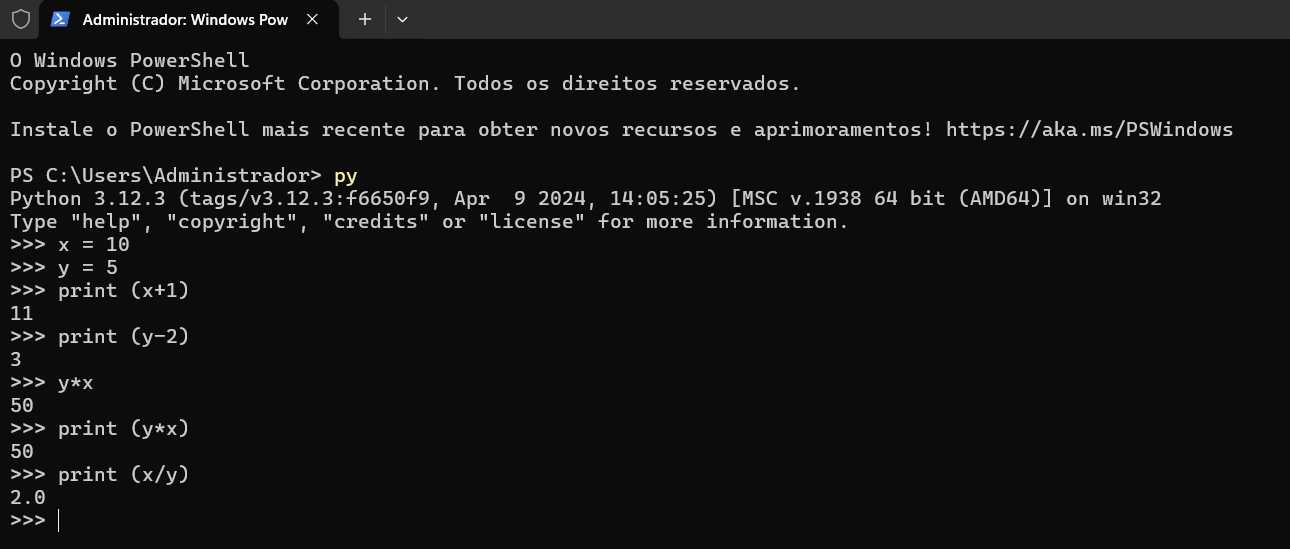 Administrador: Windows Pow
O Windows PowerShell
Copyright (C) Microsoft Corporation. Todos os direitos reservados.
Instale o PowerShell mais recente para obter novos recursos e aprimoramentos! https://aka.ms/PSWindows
PS C:\Users\Administrador> py
Python 3.12.3 (tags/v3.12.3:f6650f9, Apr  9 2024, 14:05:25) [MSC v.1938 64 bit (AMD64)] on win32
Type "help", "copyright", "credits" or "license" for more information.
>>> x = 10
>>> y = 5
>>> print (x+1)
11
>>> print (y-2)
3
>>> y*x
50
>>> print (y*x)
50
>>> print (x/y)
2.0
>>>